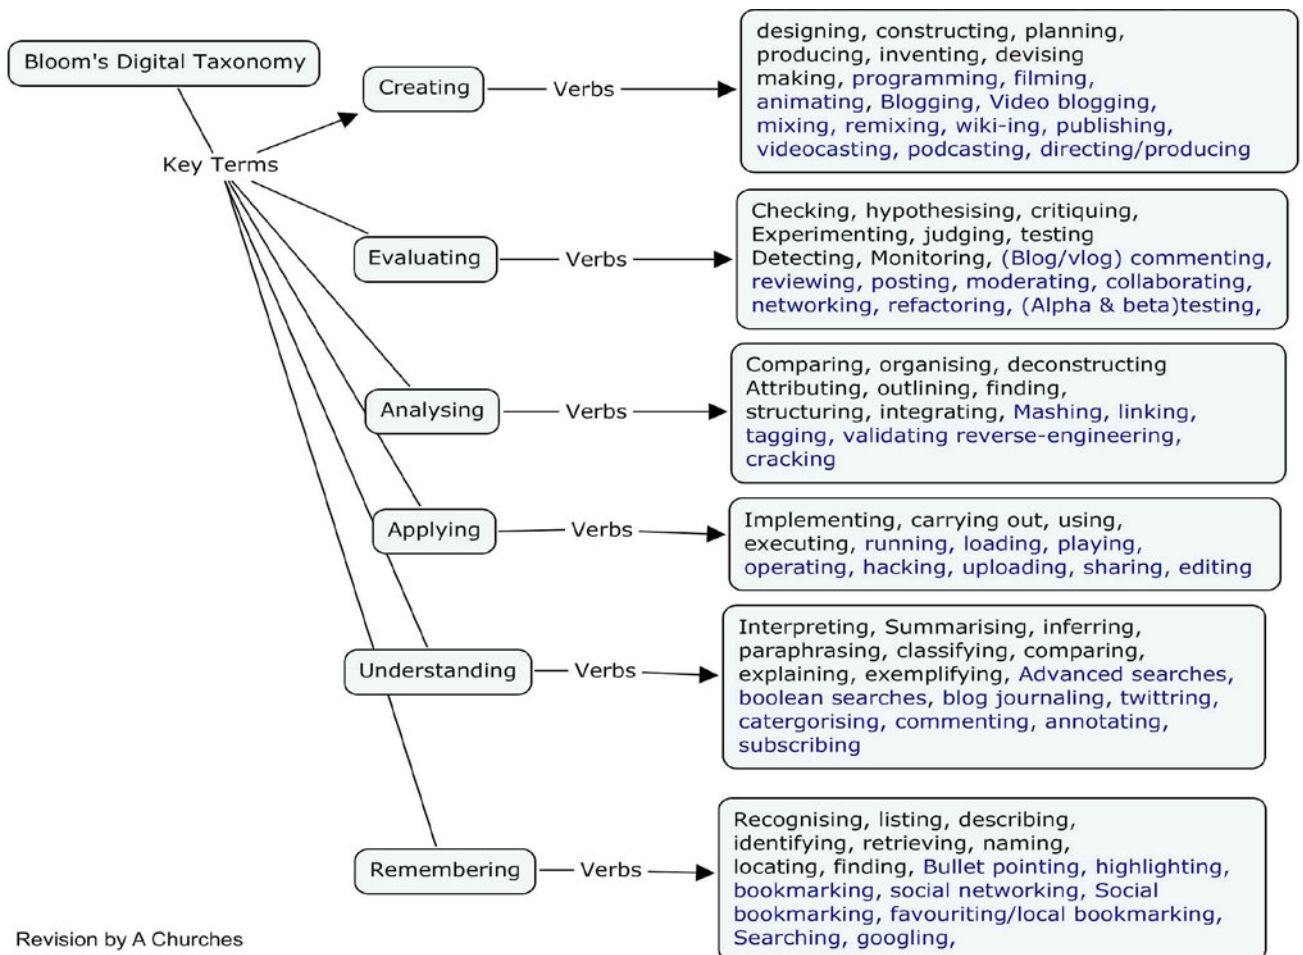 Bloom's Digital Taxonomy
Key Terms
Creating
Verbs
designing, constructing, planning,
producing, inventing, devising
making, programming, filming,
animating, Blogging, Video blogging,
mixing, remixing, wiki-ing, publishing,
videocasting, podcasting, directing/producing
Evaluating
Verbs
Checking, hypothesising, critiquing,
Experimenting, judging, testing
Detecting, Monitoring, (Blog/vlog) commenting,
reviewing, posting, moderating, collaborating,
networking, refactoring, (Alpha & beta)testing,
Analysing
Verbs
Comparing, organising, deconstructing
Attributing, outlining, finding,
structuring, integrating, Mashing, linking,
tagging, validating reverse-engineering,
cracking
Applying
Verbs
Implementing, carrying out, using,
executing, running, loading, playing,
operating, hacking, uploading, sharing, editing
Understanding
Verbs
Interpreting, Summarising, inferring,
paraphrasing, classifying, comparing,
explaining, exemplifying, Advanced searches,
boolean searches, blog journaling, twittring,
catergorising, commenting, annotating,
subscribing
Remembering
Verbs
Recognising, listing, describing,
identifying, retrieving, naming,
locating, finding, Bullet pointing, highlighting,
bookmarking, social networking, Social
bookmarking, favouriting/local bookmarking,
Searching, googling,
Revision by A Churches